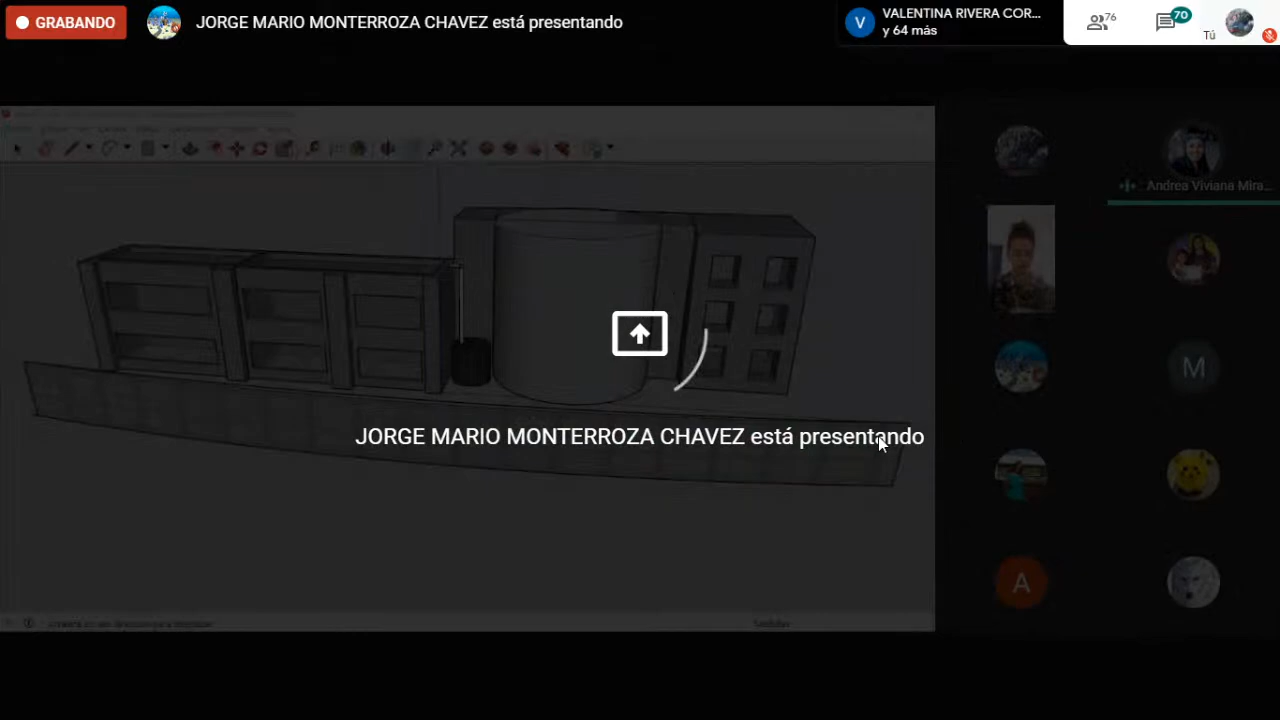 GRABANDO
JORGE MARIO MONTERROZA CHAVEZ está presentando
V
VALENTINA RIVERA COR...
y 64 más
76
70
Tú
Andrea Viviana Mira...
M
JORGE MARIO MONTERROZA CHAVEZ está presentando
A